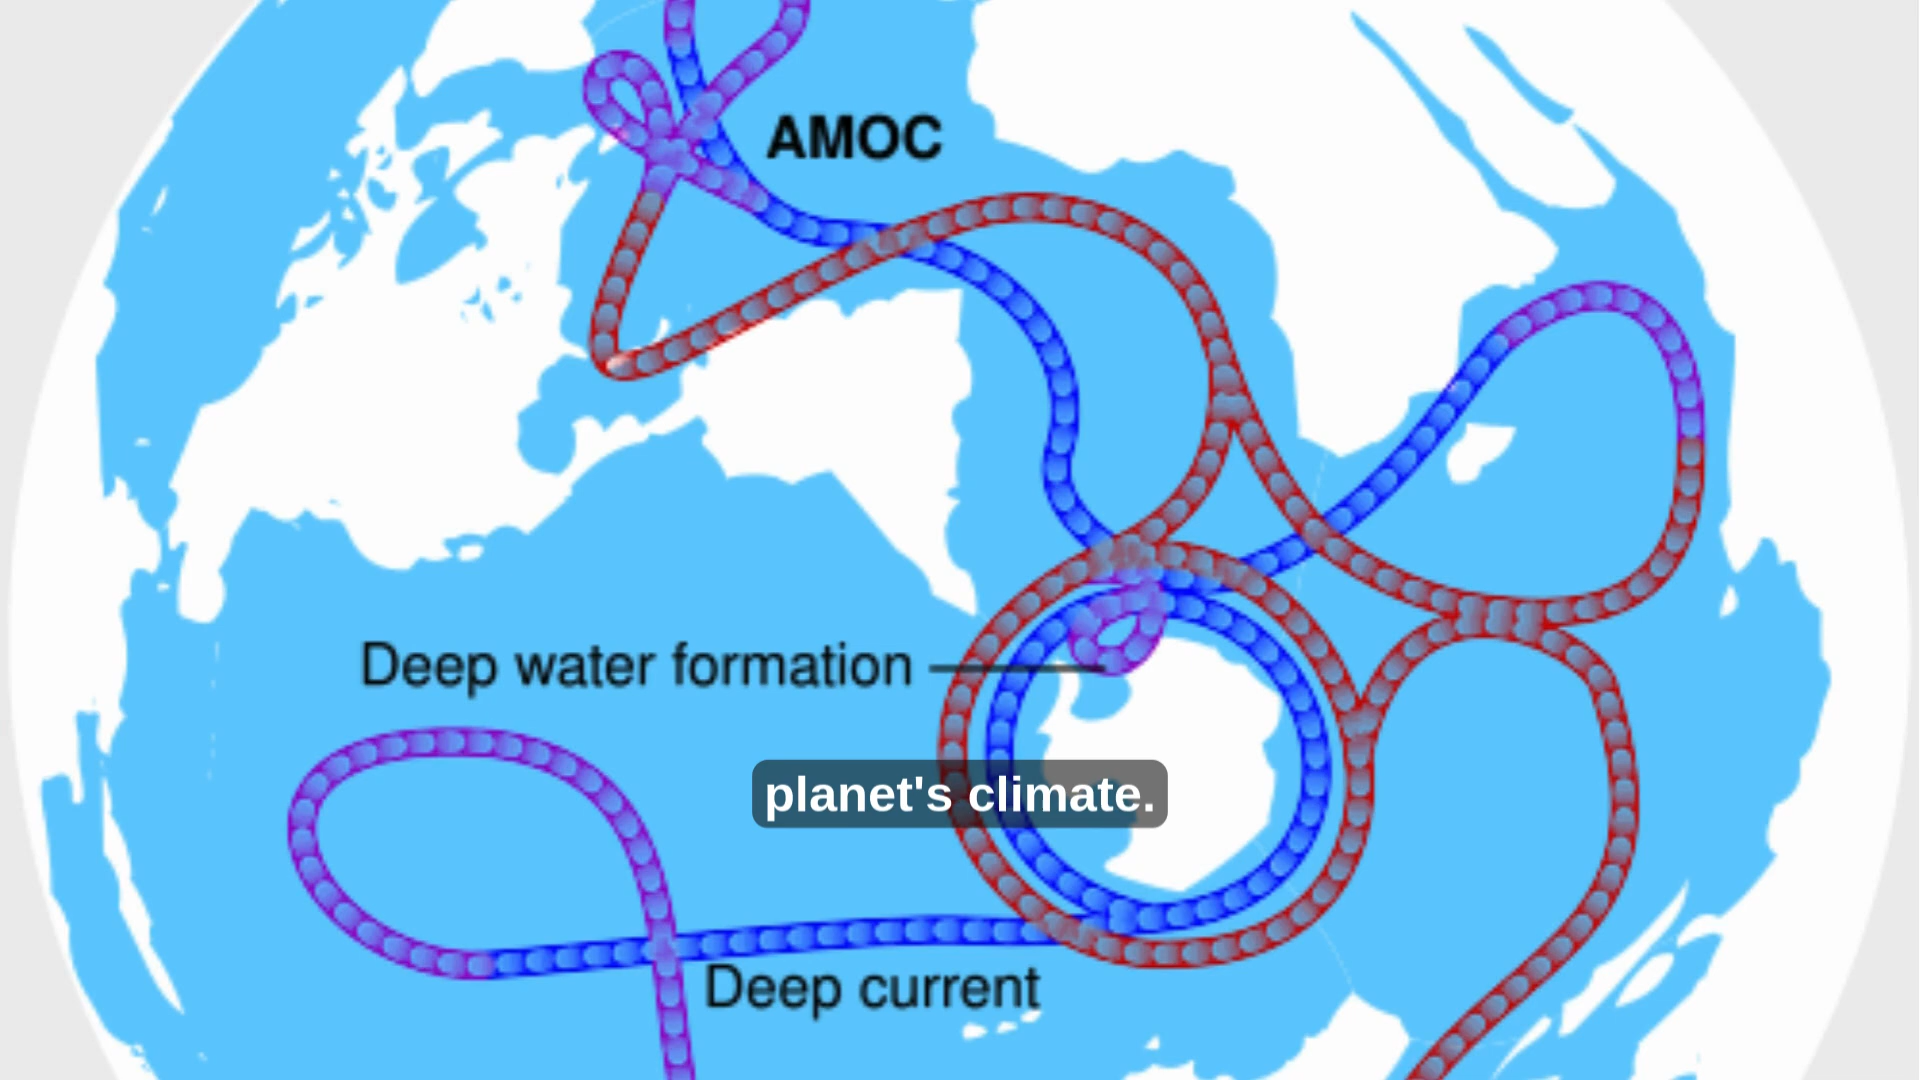 AMOC
Deep water formation
planet's climate.
Deep current